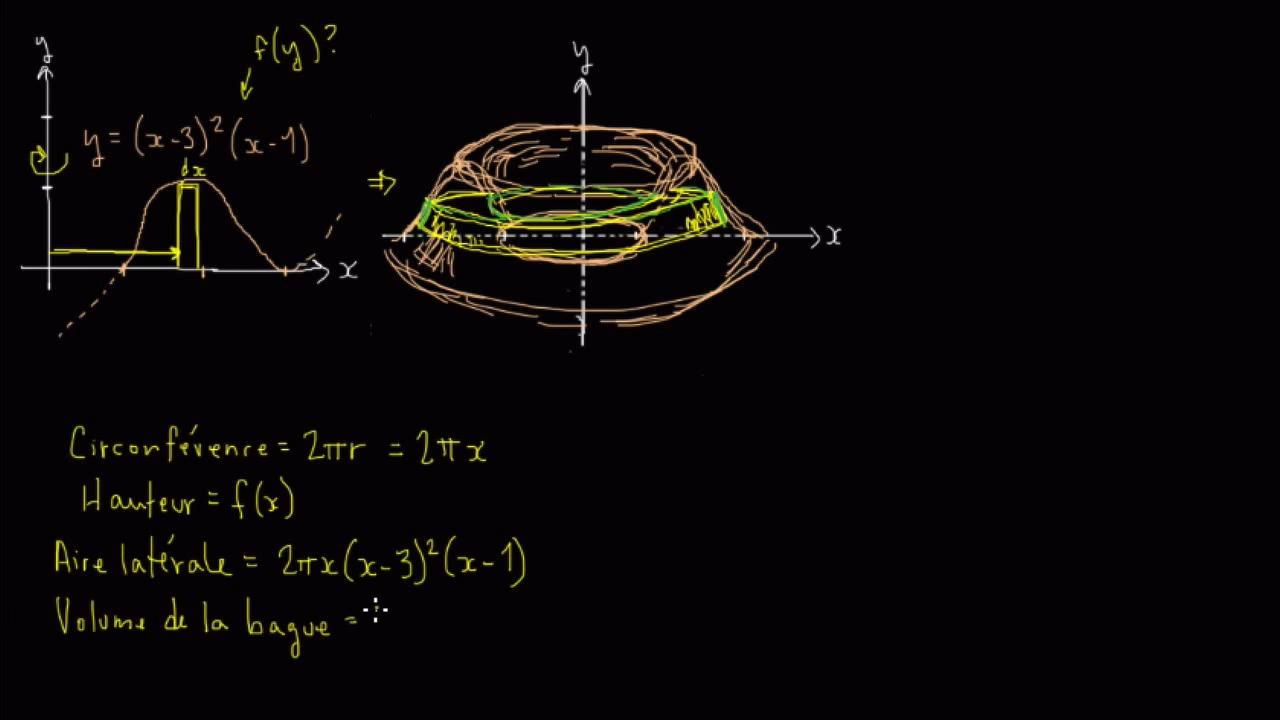 y
f(y)?
y = (x-3)²(x-1)
dx
x
⇒
y
x
Circonférence = 2πr = 2πx
Hauteur = f(x)
Aire latérale = 2πx(x-3)²(x-1)
Volume de la bague =